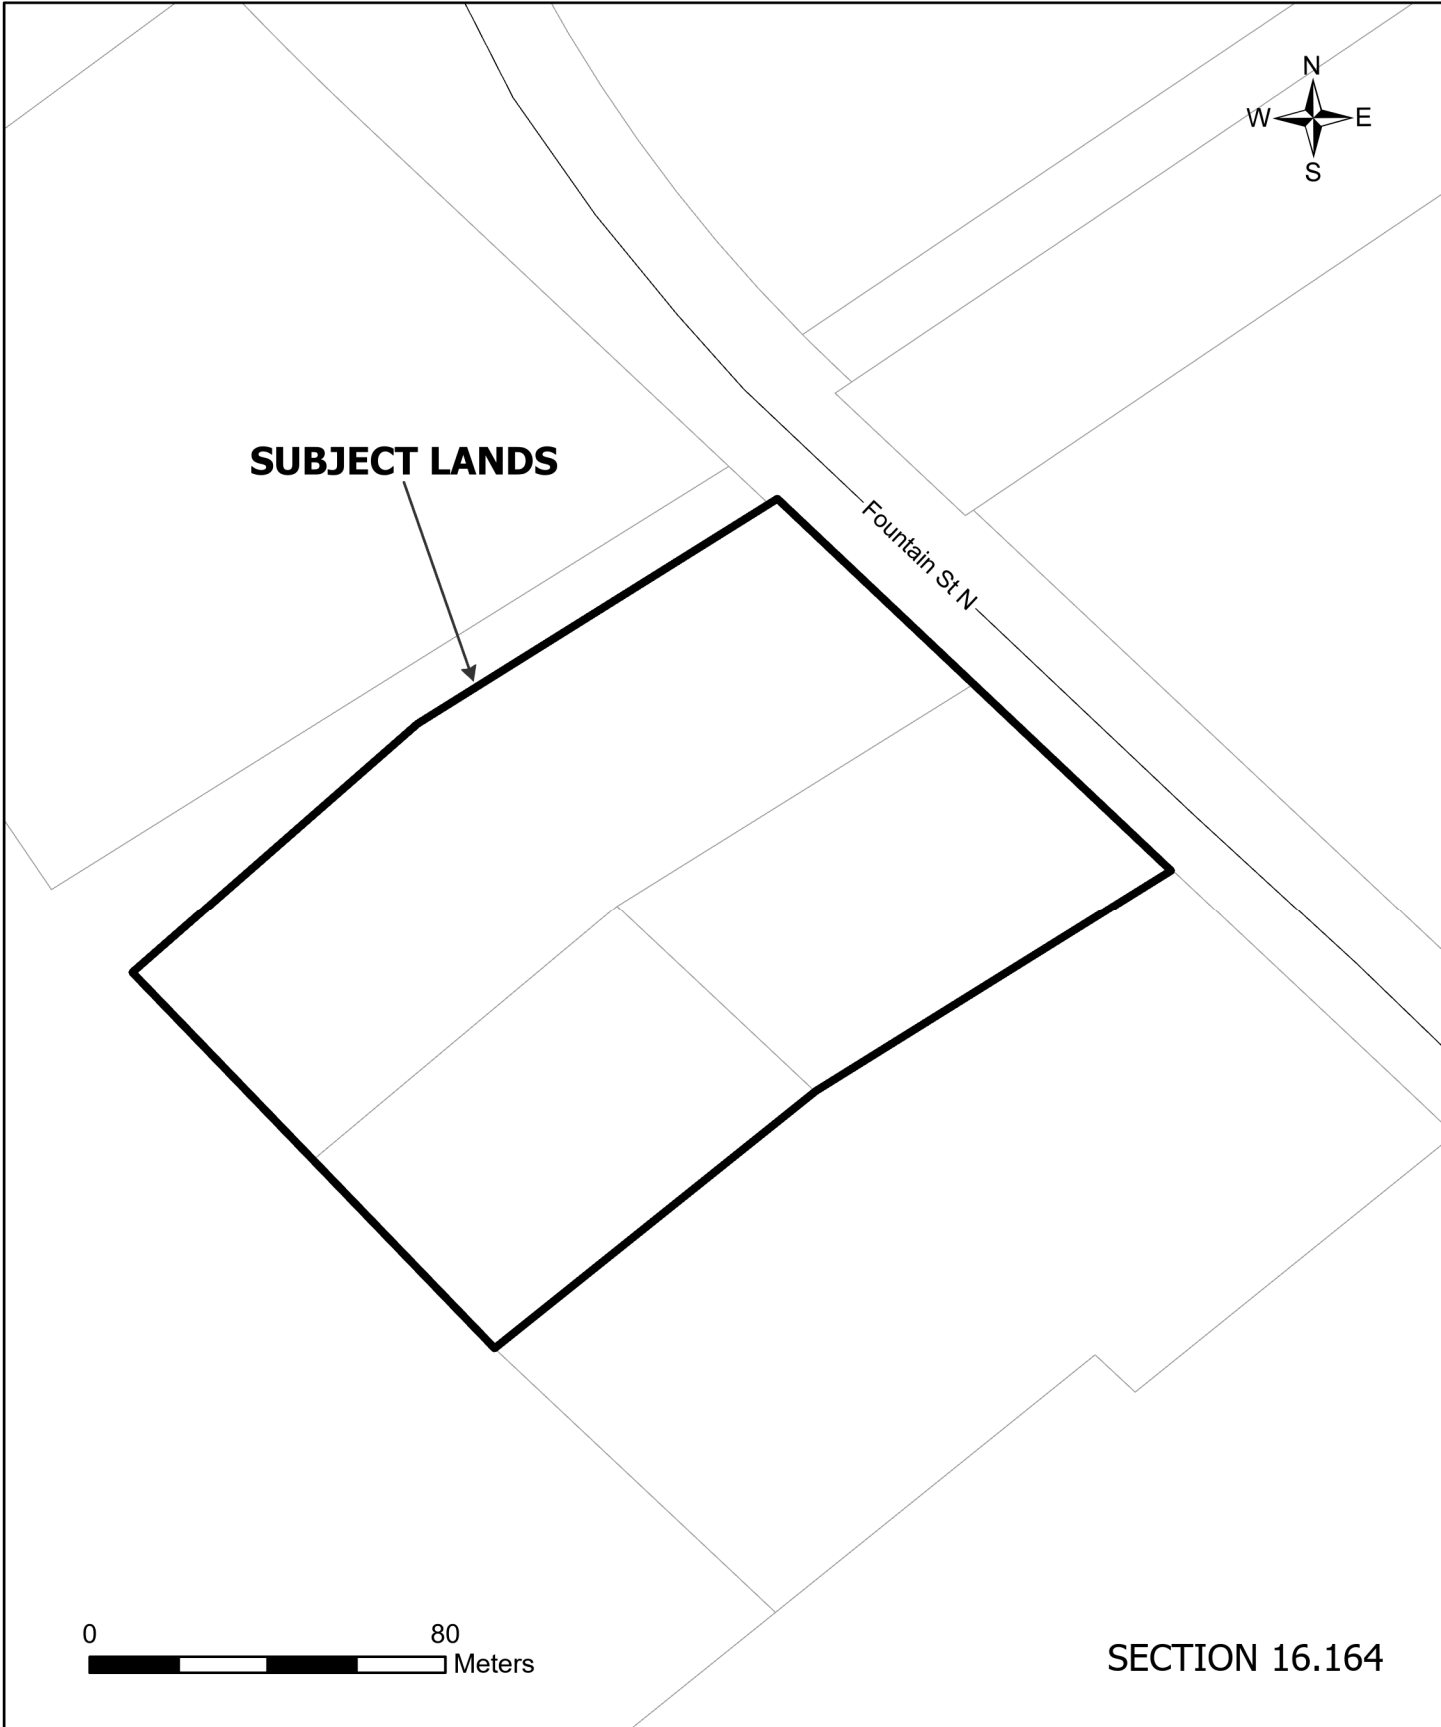 N
W E
S
SUBJECT LANDS
Fountain St N
0 80
Meters
SECTION 16.164